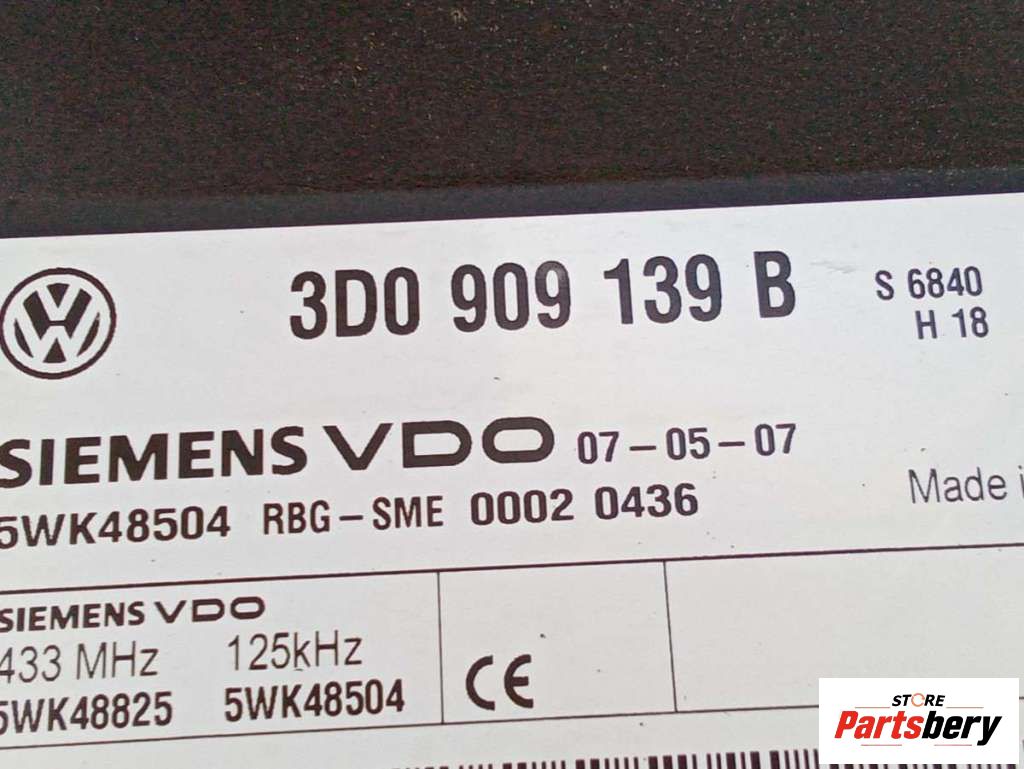 3D0 909 139 B
S 6840
H 18
SIEMENS VDO 07-05-07
5WK48504 RBG-SME 00002 0436
Made
SIEMENS VDO
433 MHz 125kHz
5WK48825 5WK48504
CE
STORE
Partsbery